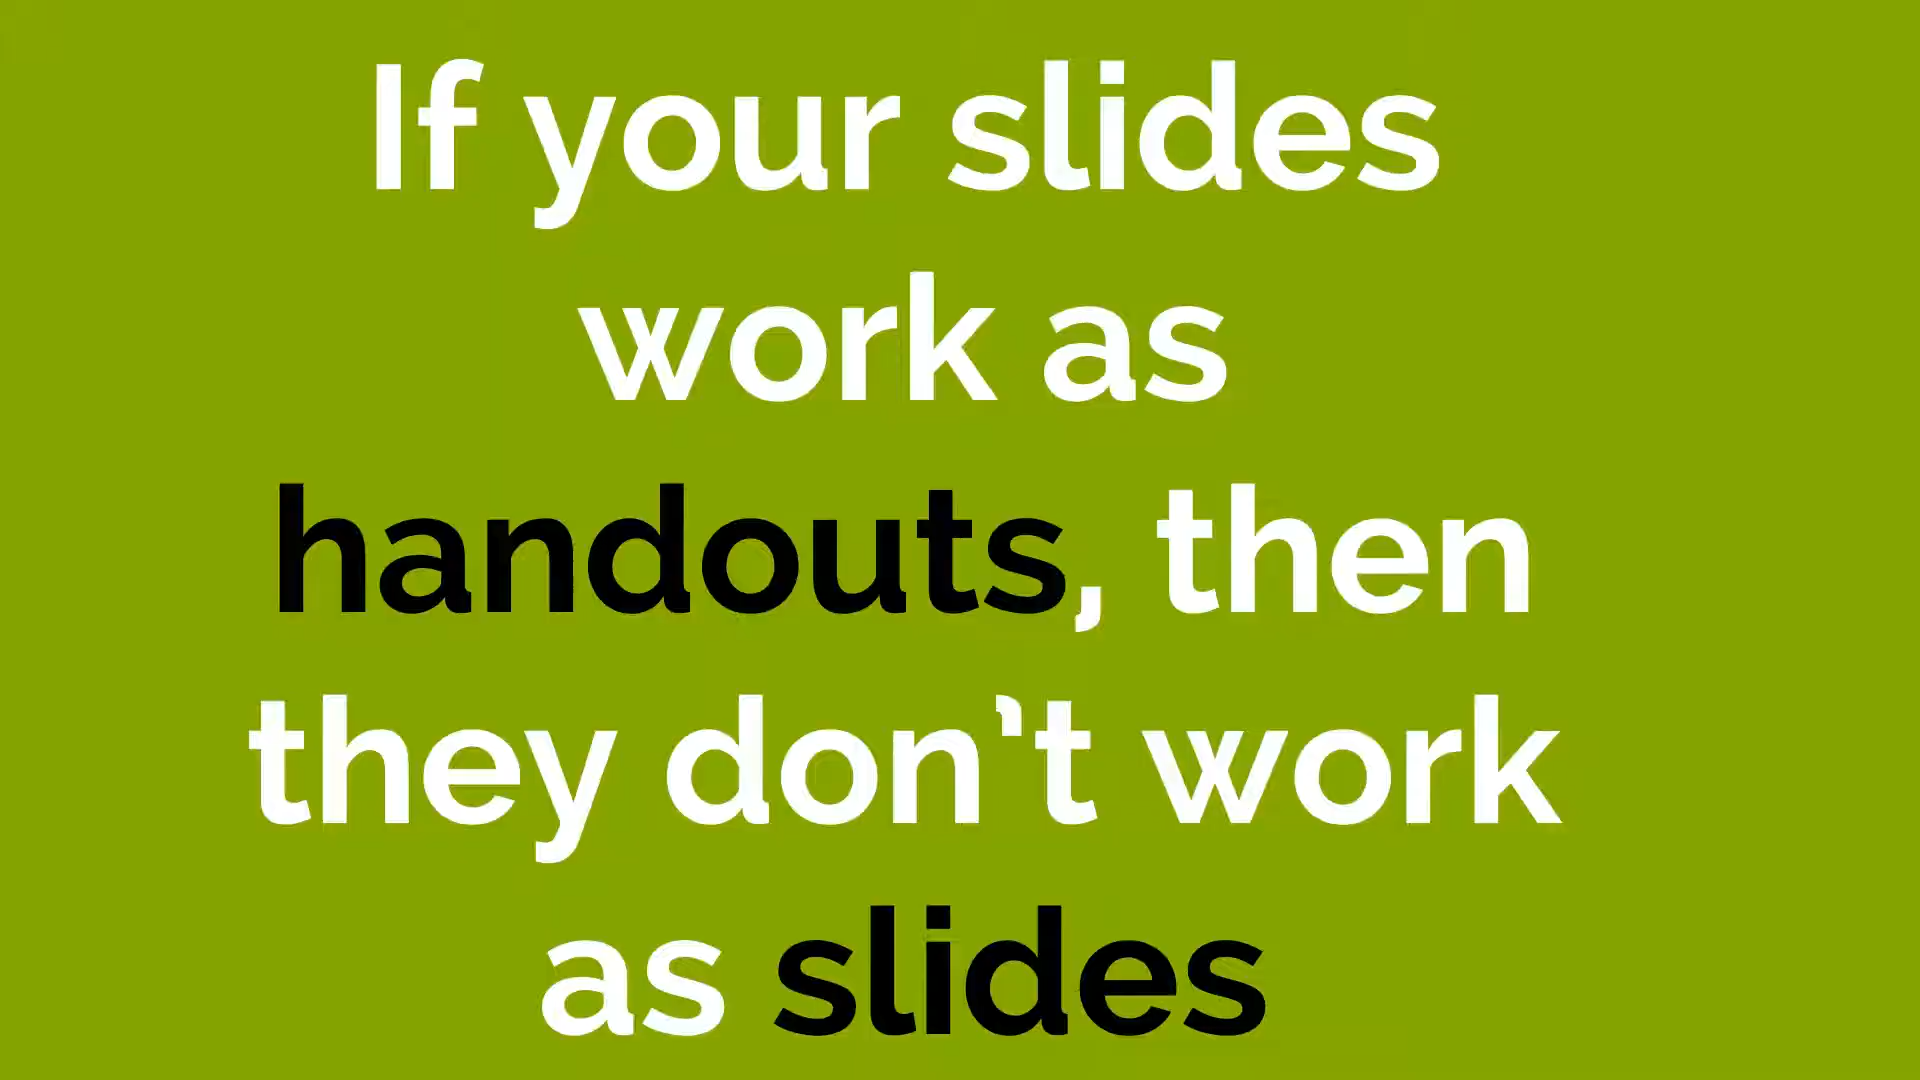 If your slides
work as
handouts, then
they don't work
as slides